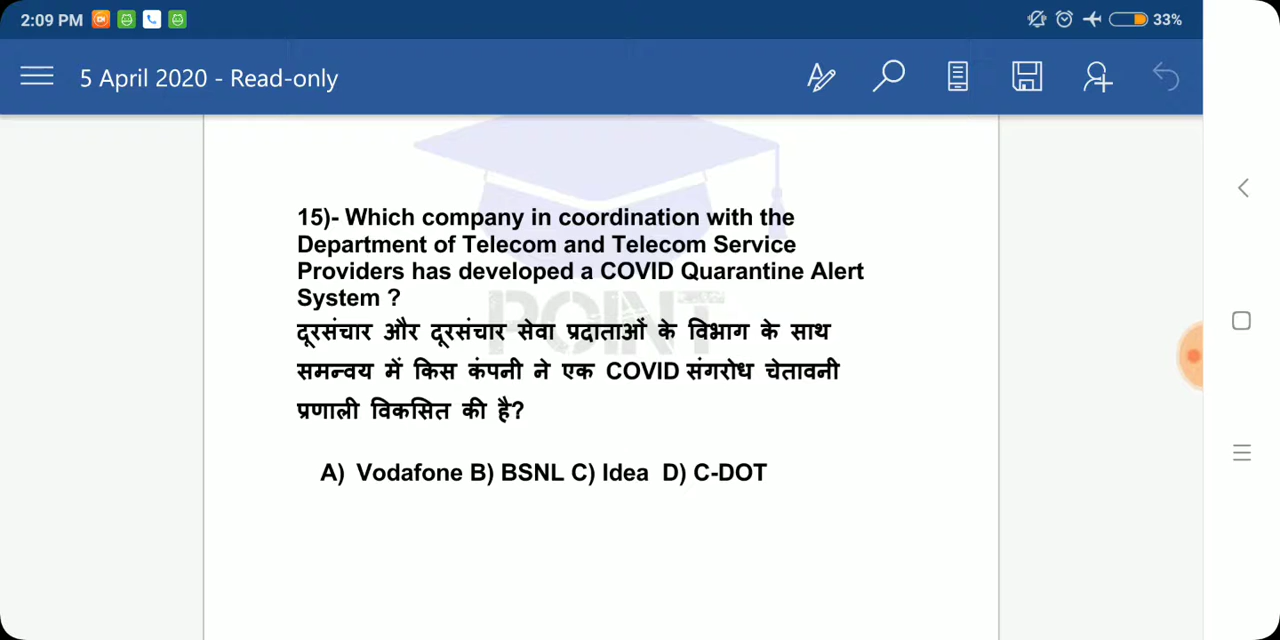 2:09 PM 33%
5 April 2020 - Read-only
15)- Which company in coordination with the
Department of Telecom and Telecom Service
Providers has developed a COVID Quarantine Alert
System ?
POINT
दूरसंचार और दूरसंचार सेवा प्रदाताओं के विभाग के साथ
समन्वय में किस कंपनी ने एक COVID संगरोध चेतावनी
प्रणाली विकसित की है?
A) Vodafone B) BSNL C) Idea D) C-DOT